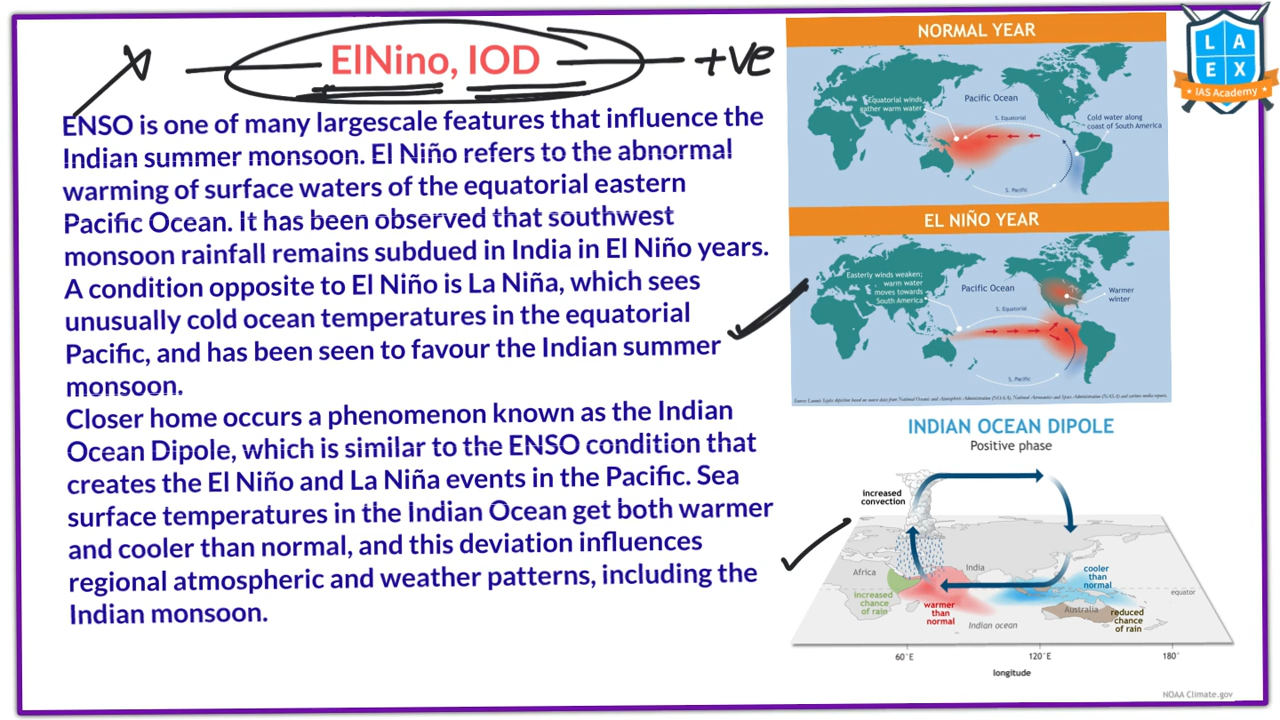 ElNino, IOD
+ve
ENSO is one of many largescale features that influence the
Indian summer monsoon. El Niño refers to the abnormal
warming of surface waters of the equatorial eastern
Pacific Ocean. It has been observed that southwest
monsoon rainfall remains subdued in India in El Niño years.
A condition opposite to El Niño is La Niña, which sees
unusually cold ocean temperatures in the equatorial
Pacific, and has been seen to favour the Indian summer
monsoon.
Closer home occurs a phenomenon known as the Indian
Ocean Dipole, which is similar to the ENSO condition that
creates the El Niño and La Niña events in the Pacific. Sea
surface temperatures in the Indian Ocean get both warmer
and cooler than normal, and this deviation influences
regional atmospheric and weather patterns, including the
Indian monsoon.
NORMAL YEAR
Equatorial winds
gather warm water
Pacific Ocean
S. Equatorial
Cold water along
coast of South America
S. Pacific
EL NIÑO YEAR
Easterly winds weaken;
warm water
moves towards
South America
Pacific Ocean
S. Equatorial
Warmer
winter
S. Pacific
INDIAN OCEAN DIPOLE
Positive phase
increased
convection
Africa
India
cooler
than
normal
increased
chance
of rain
equator
warmer
than
normal
Australia
reduced
chance
of rain
Indian ocean
60°E
120°E
180°
longitude
NOAA Climate.gov
L A
E X
IAS Academy